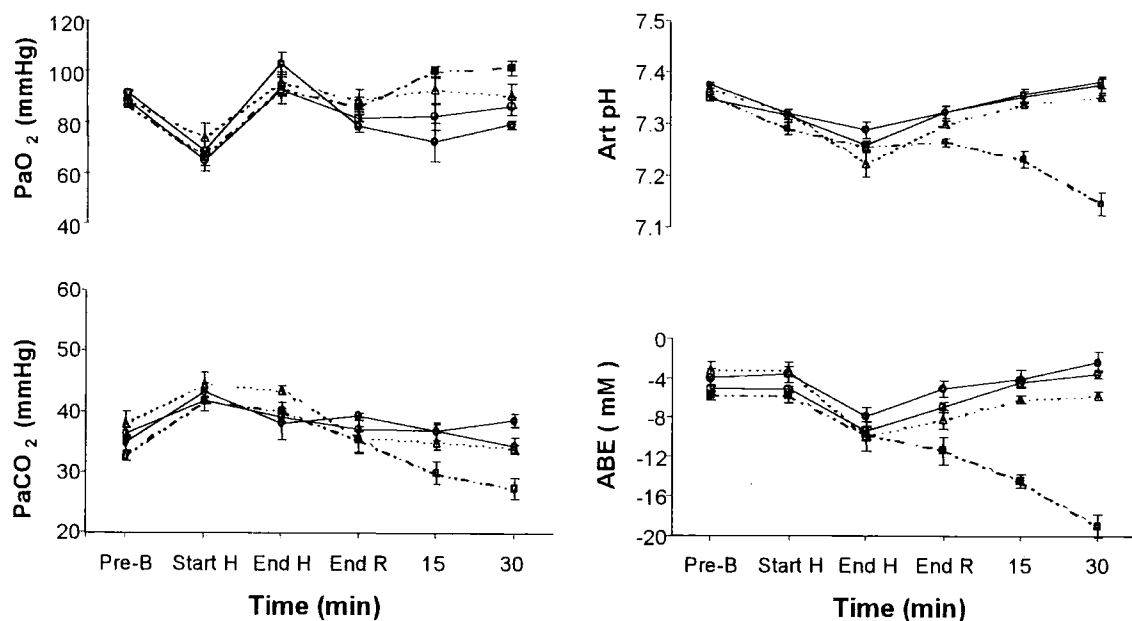 PaO2 (mmHg)
120
100
80
60
40
Art pH
7.5
7.4
7.3
7.2
7.1
PaCO2 (mmHg)
60
50
40
30
20
Pre-B Start H End H End R 15 30
Time (min)
ABE ( mM)
0
-4
-8
-12
-16
-20
Pre-B Start H End H End R 15 30
Time (min)